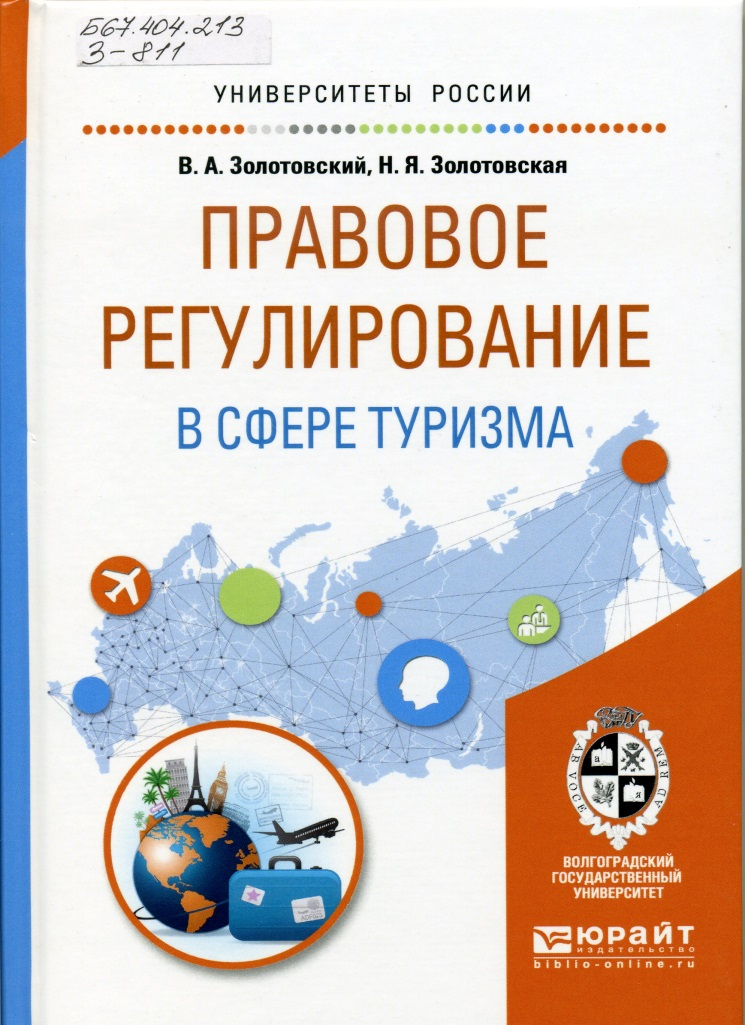 Б67.404.213
З-811
УНИВЕРСИТЕТЫ РОССИИ
В. А. Золотовский, Н. Я. Золотовская
ПРАВОВОЕ
РЕГУЛИРОВАНИЕ
В СФЕРЕ ТУРИЗМА
AB VOCE AD REM
а
я
ВОЛГОГРАДСКИЙ
ГОСУДАРСТВЕННЫЙ
УНИВЕРСИТЕТ
ЮРАЙТ
издательство
biblio-online.ru